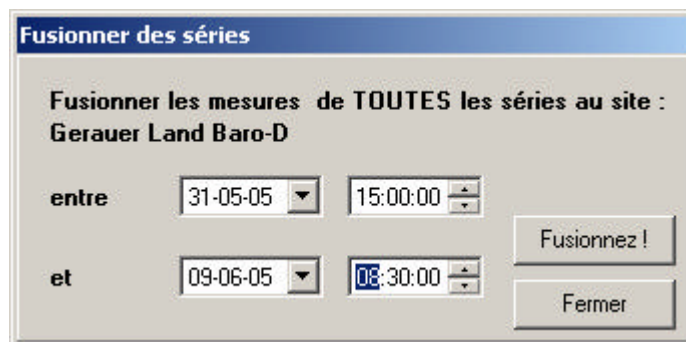 Fusionner des séries
Fusionner les mesures de TOUTES les séries au site :
Gerauer Land Baro-D
entre 31-05-05 15:00:00
Fusionnez !
et 09-06-05 08:30:00
Fermer